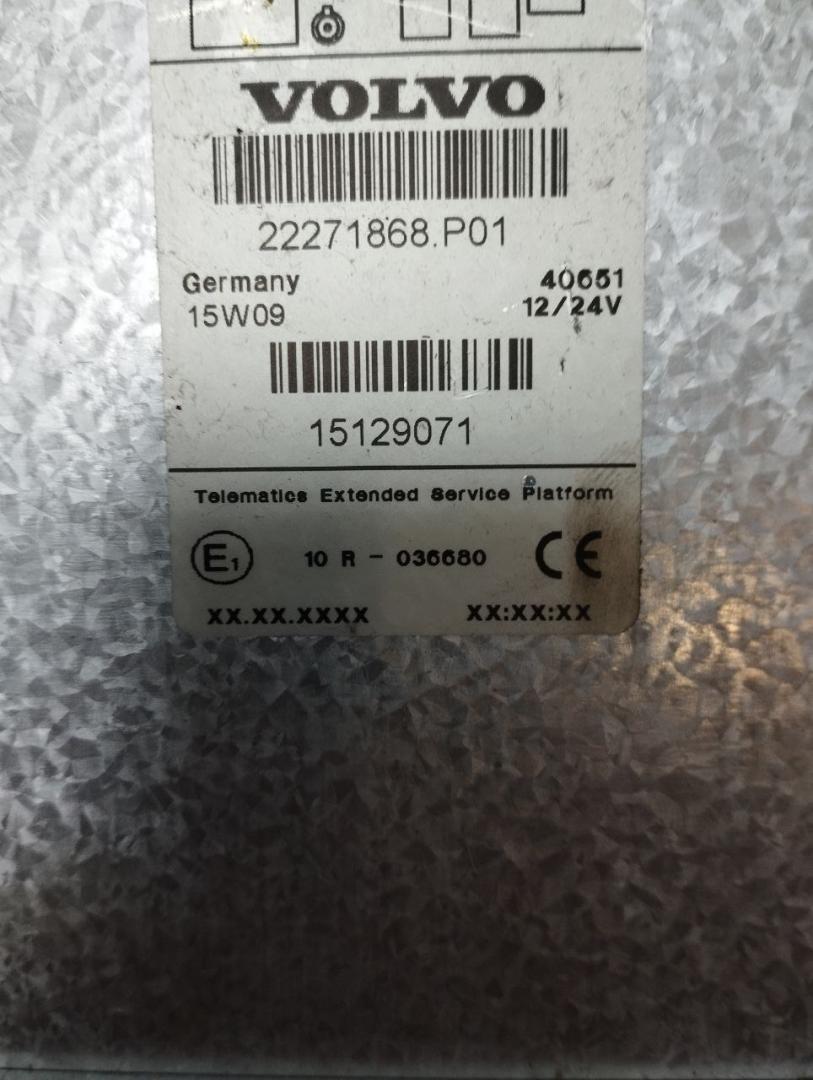 VOLVO
22271868.P01
Germany 40651
15W09 12/24V
15129071
Telematics Extended Service Platform
E1 10 R - 036680 CE
XX.XX.XXXX XX:XX:XX